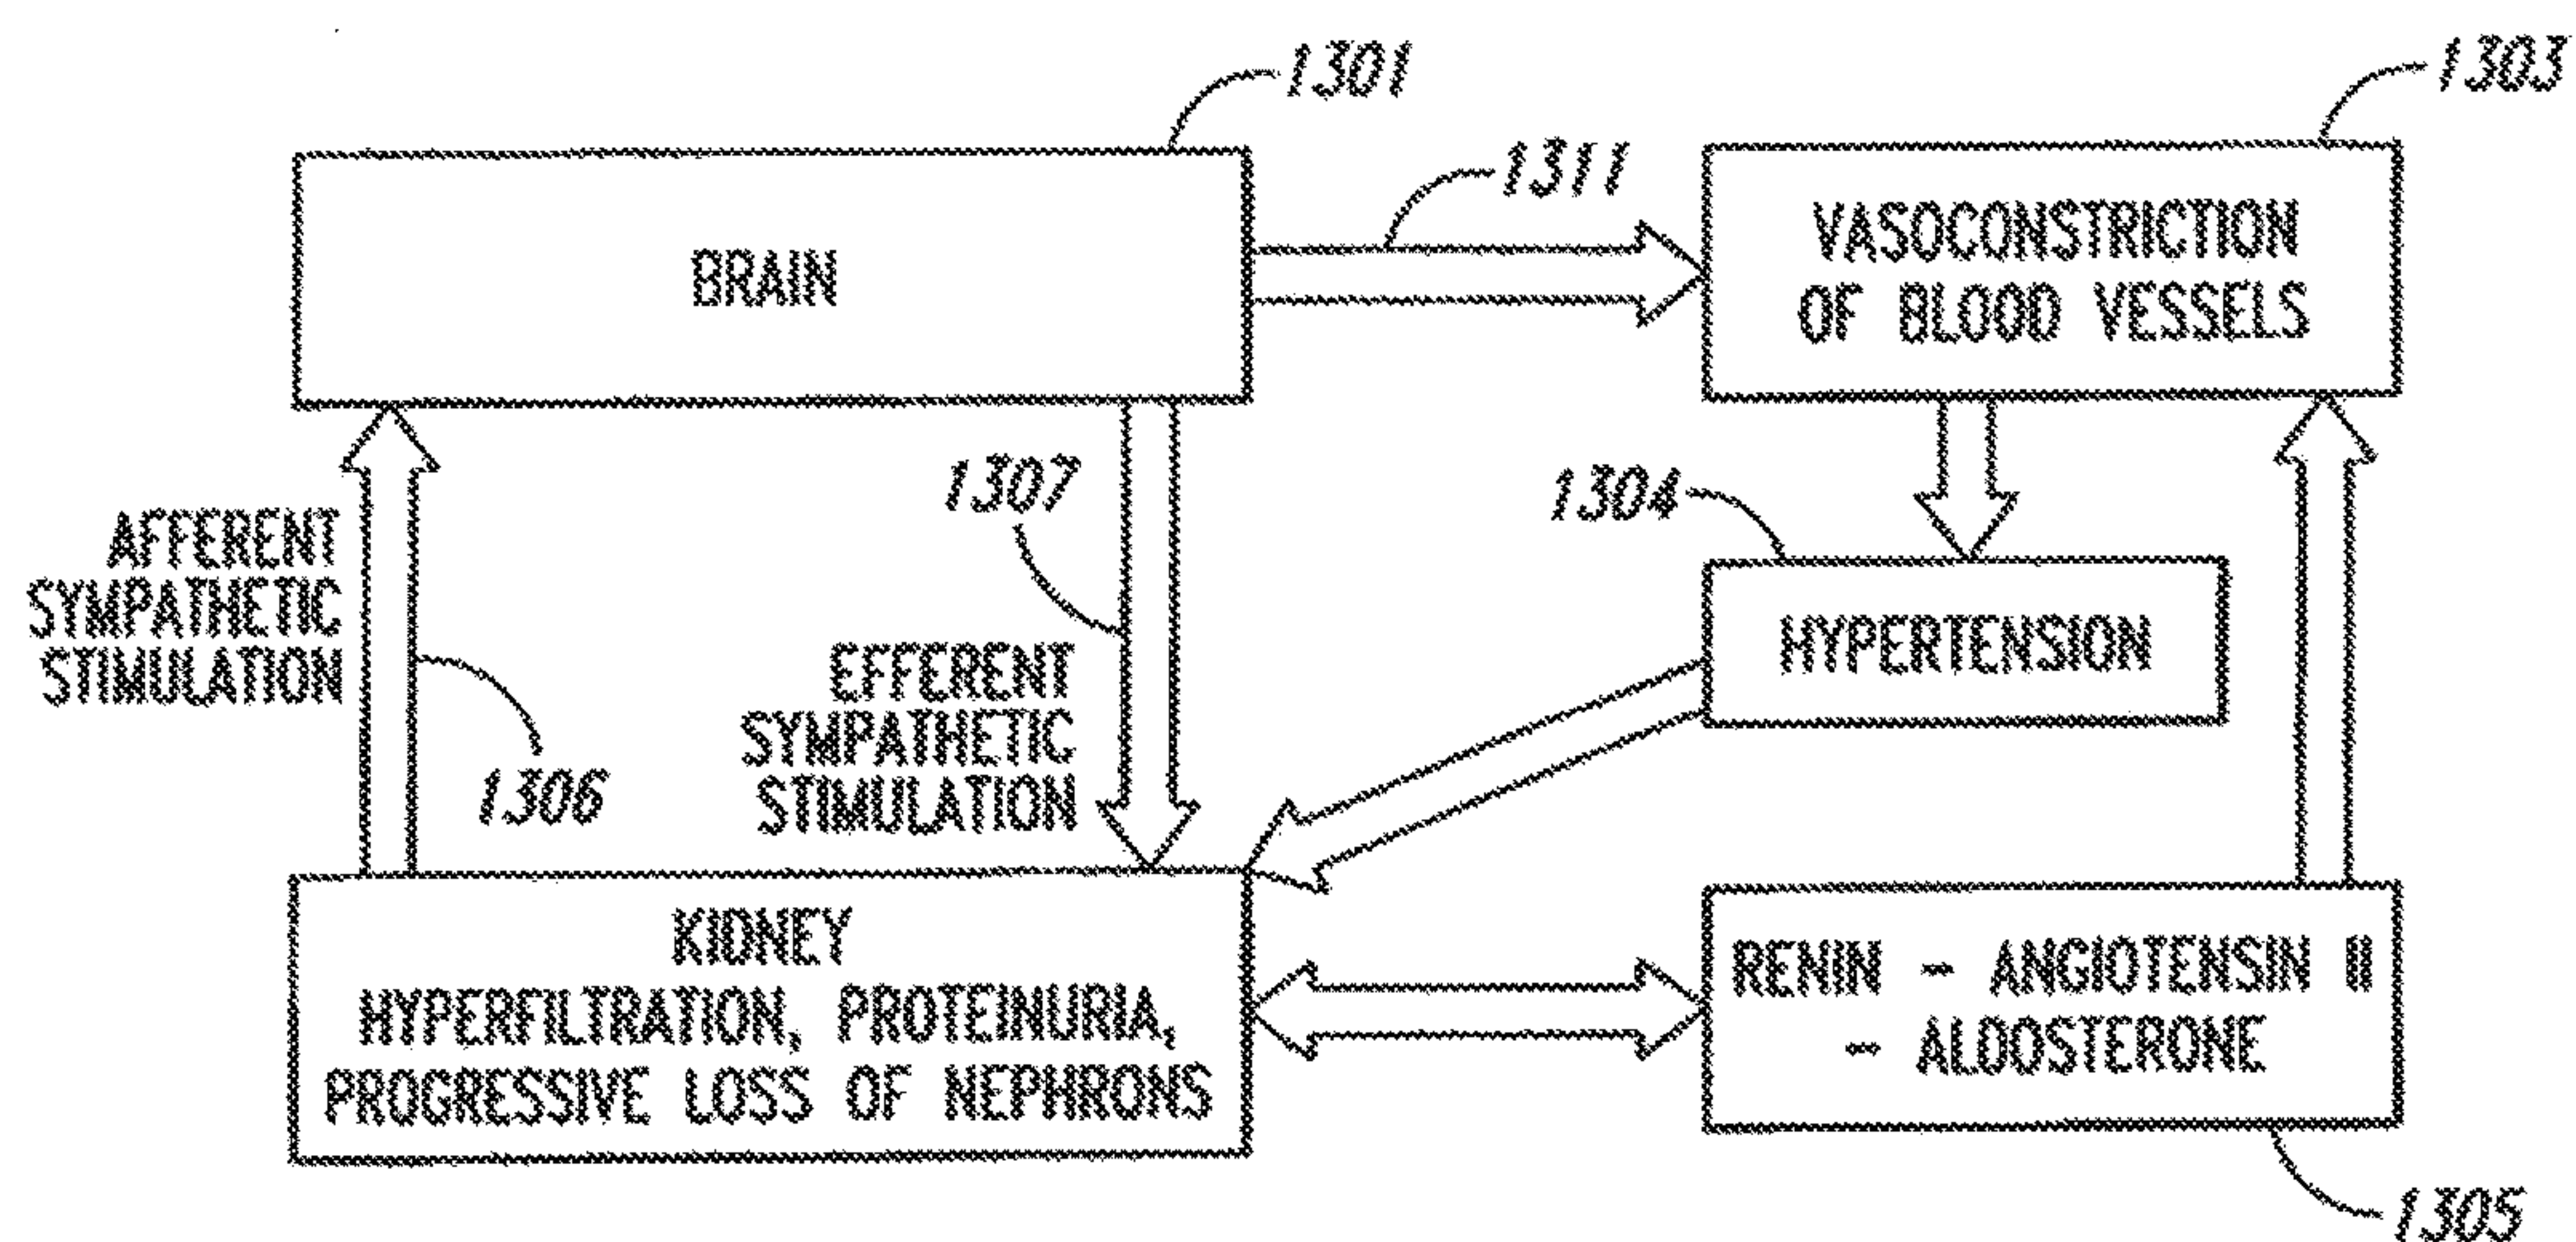 1301
1303
1311
BRAIN
VASOCONSTRICTION
OF BLOOD VESSELS
1307
1304
AFFERENT
SYMPATHETIC
STIMULATION
1306
EFFERENT
SYMPATHETIC
STIMULATION
HYPERTENSION
KIDNEY
HYPERFILTRATION, PROTEINURIA,
PROGRESSIVE LOSS OF NEPHRONS
RENIN - ANGIOTENSIN II
- ALDOSTERONE
1305